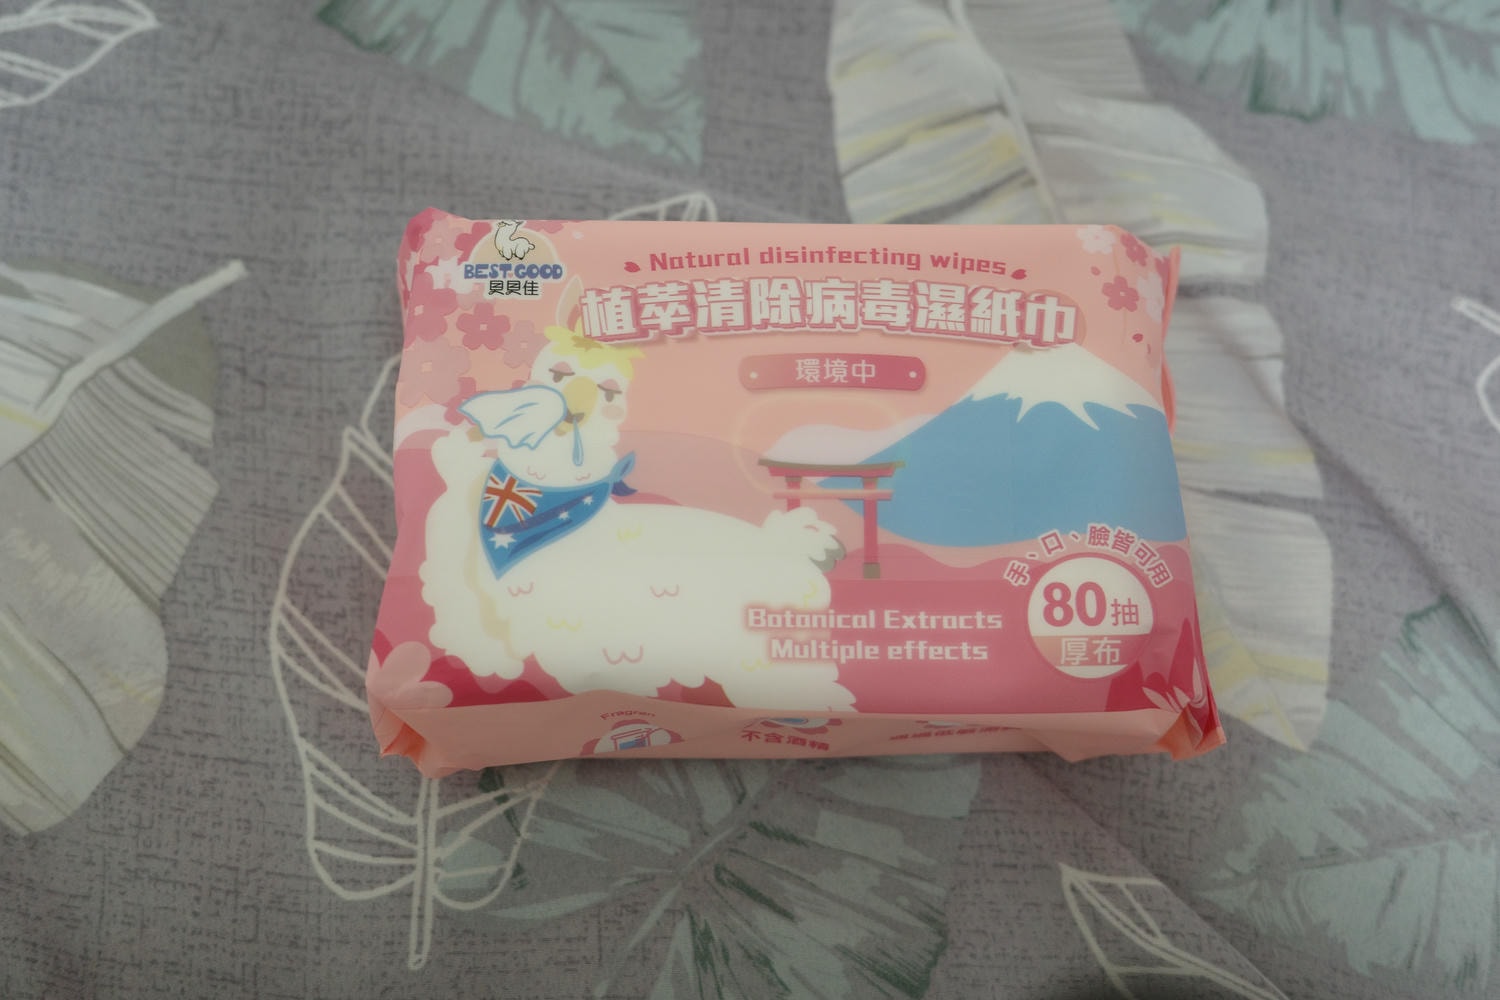 BEST GOOD
貝貝佳
Natural disinfecting wipes
植萃清除病毒濕紙巾
環境中
手、口、臉皆可用
80抽
厚布
Botanical Extracts
Multiple effects
不含酒精